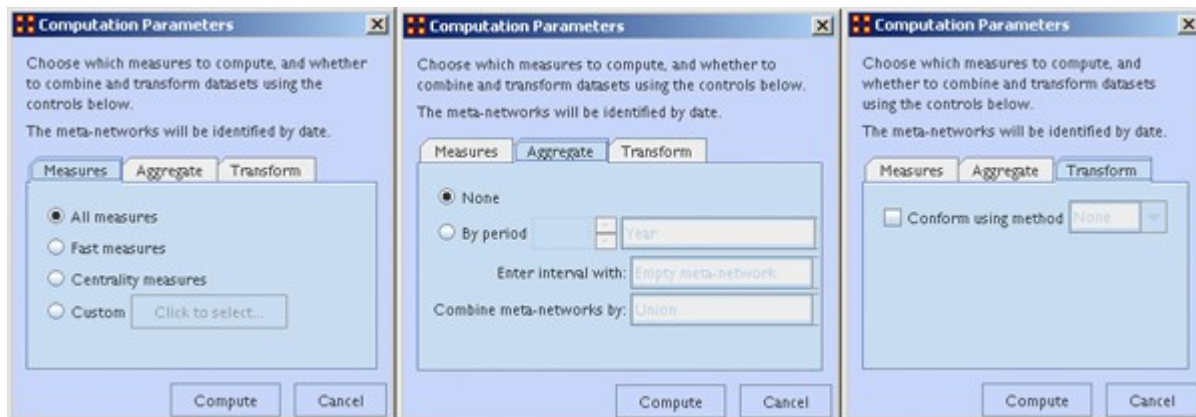 Computation Parameters
Choose which measures to compute, and whether
to combine and transform datasets using the
controls below.
The meta-networks will be identified by date.
Measures Aggregate Transform
All measures
Fast measures
Centrality measures
Custom Click to select...
Compute Cancel
Computation Parameters
Choose which measures to compute, and whether to
combine and transform datasets using the controls below.
The meta-networks will be identified by date.
Measures Aggregate Transform
None
By period Year
Enter interval with: Empty meta-network
Combine meta-networks by: Union
Compute Cancel
Computation Parameters
Choose which measures to compute, and
whether to combine and transform datasets
using the controls below.
The meta-networks will be identified by date.
Measures Aggregate Transform
Conform using method None
Compute Cancel